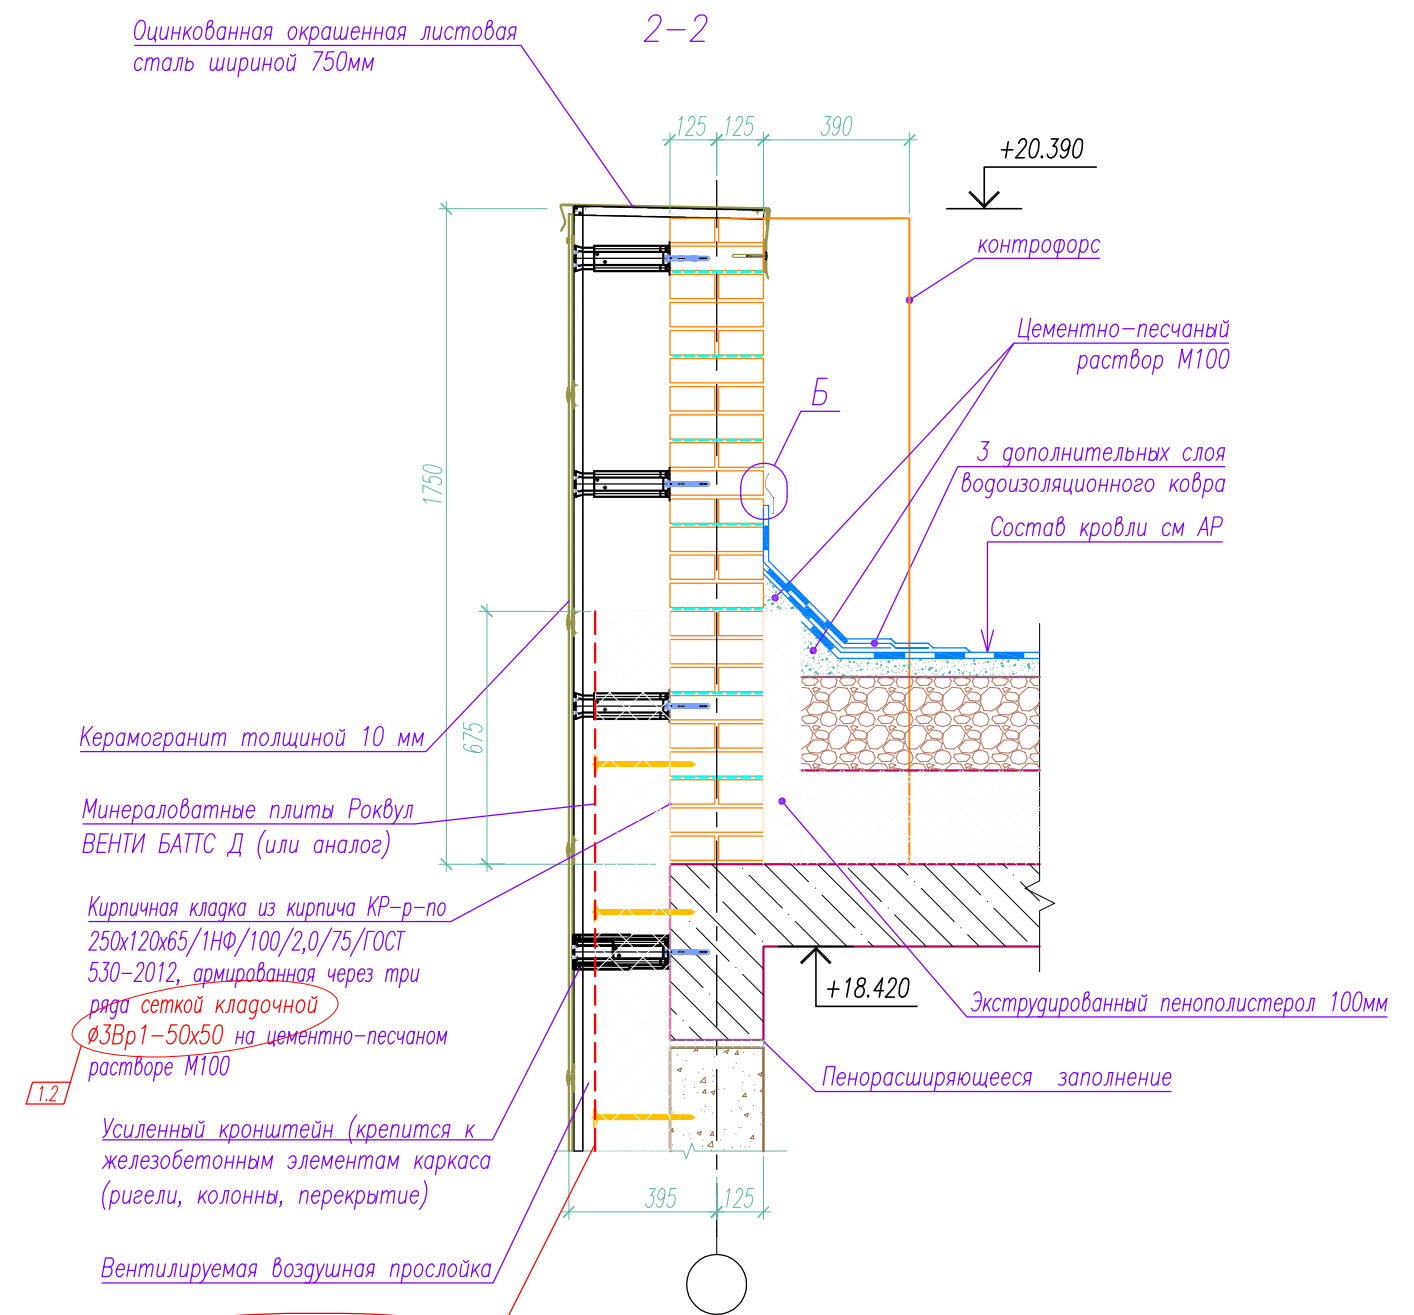 2-2
Оцинкованная окрашенная листовая
сталь шириной 750мм
125
125
390
+20.390
контрофорс
Цементно-песчаный
раствор М100
Б
3 дополнительных слоя
водоизоляционного ковра
Состав кровли см АР
1750
675
Керамогранит толщиной 10 мм
Минераловатные плиты Роквул
ВЕНТИ БАТТС Д (или аналог)
Кирпичная кладка из кирпича КР-р-по
250х120х65/1НФ/100/2,0/75/ГОСТ
530-2012, армированная через три
ряда сеткой кладочной
ø3Вр1-50х50 на цементно-песчаном
растворе М100
1.2
+18.420
Экструдированный пенополистерол 100мм
Пенорасширяющееся заполнение
Усиленный кронштейн (крепится к
железобетонным элементам каркаса
(ригели, колонны, перекрытие)
395
125
Вентилируемая воздушная прослойка